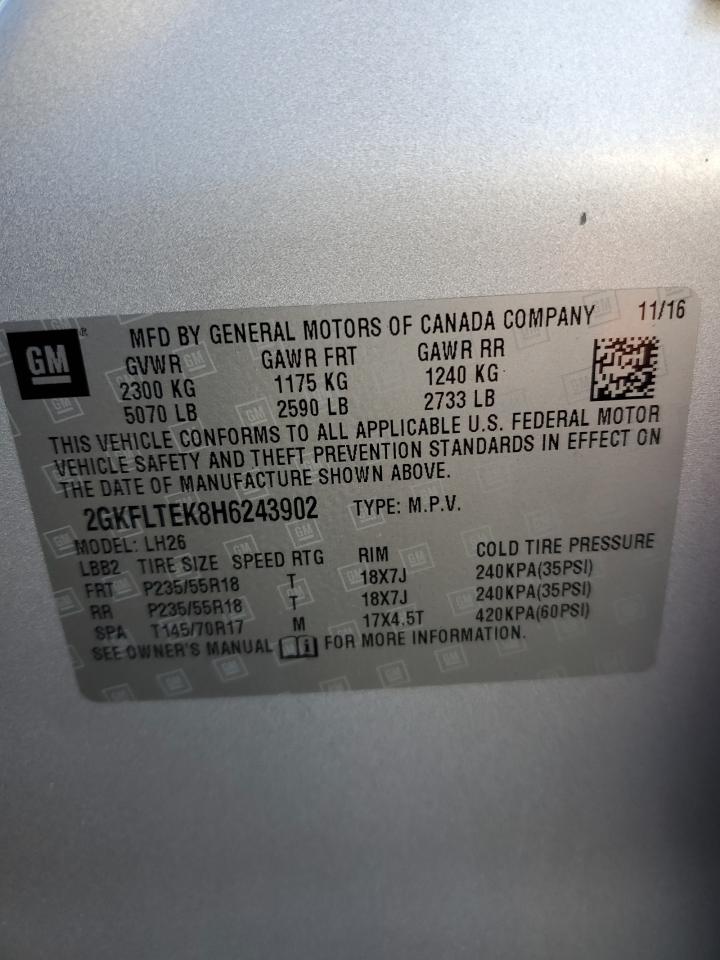 GM ® MFD BY GENERAL MOTORS OF CANADA COMPANY 11/16
GVWR GAWR FRT GAWR RR
2300 KG 1175 KG 1240 KG
5070 LB 2590 LB 2733 LB
THIS VEHICLE CONFORMS TO ALL APPLICABLE U.S. FEDERAL MOTOR
VEHICLE SAFETY AND THEFT PREVENTION STANDARDS IN EFFECT ON
THE DATE OF MANUFACTURE SHOWN ABOVE.
2GKFLTEK8H6243902 TYPE: M.P.V.
MODEL: LH26
LBB2 TIRE SIZE SPEED RTG RIM COLD TIRE PRESSURE
FRT P235/55R18 T 18X7J 240KPA(35PSI)
RR P235/55R18 T 18X7J 240KPA(35PSI)
SPA T145/70R17 M 17X4.5T 420KPA(60PSI)
SEE OWNER'S MANUAL FOR MORE INFORMATION.